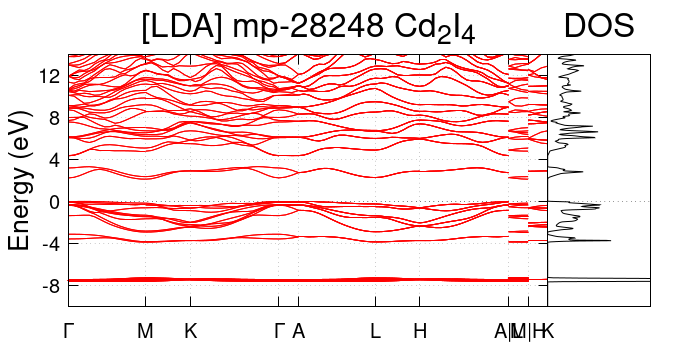 [LDA] mp-28248 Cd₂I₄ DOS
Energy (eV)
12
8
4
0
-4
-8
Γ M K Γ A L H A|L|M|H K